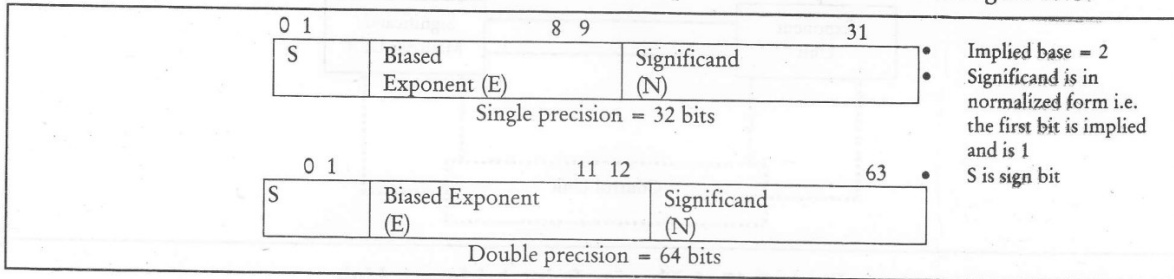 0 1 8 9 31
S Biased Significand
Exponent (E) (N)
Single precision = 32 bits
0 1 11 12 63
S Biased Exponent Significand
(E) (N)
Double precision = 64 bits
• Implied base = 2
• Significand is in
normalized form i.e.
the first bit is implied
and is 1
• S is sign bit